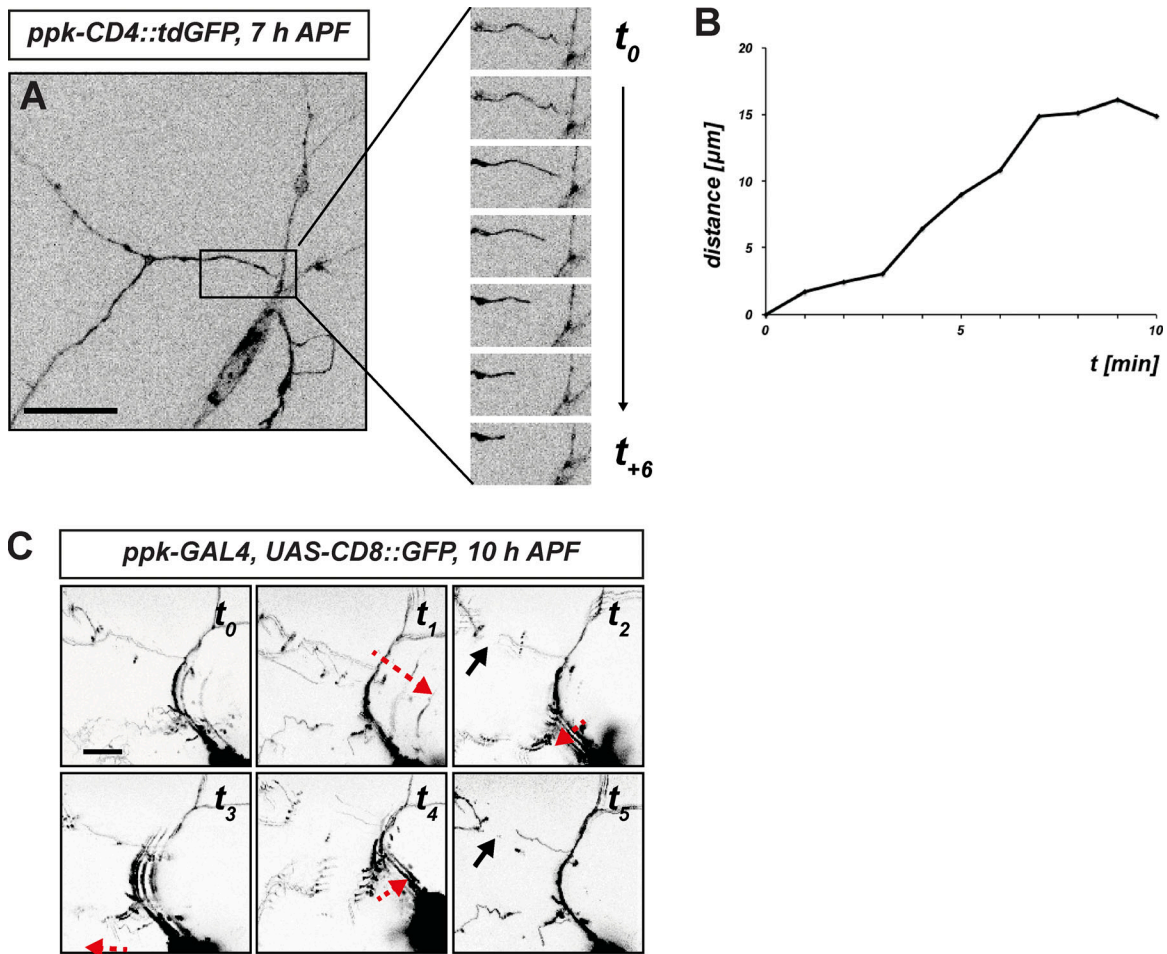 ppk-CD4::tdGFP, 7 h APF
A
t0
t+6
B
20
15
10
5
0
distance [μm]
0 5 10
t [min]
C
ppk-GAL4, UAS-CD8::GFP, 10 h APF
t0 t1 t2
t3 t4 t5